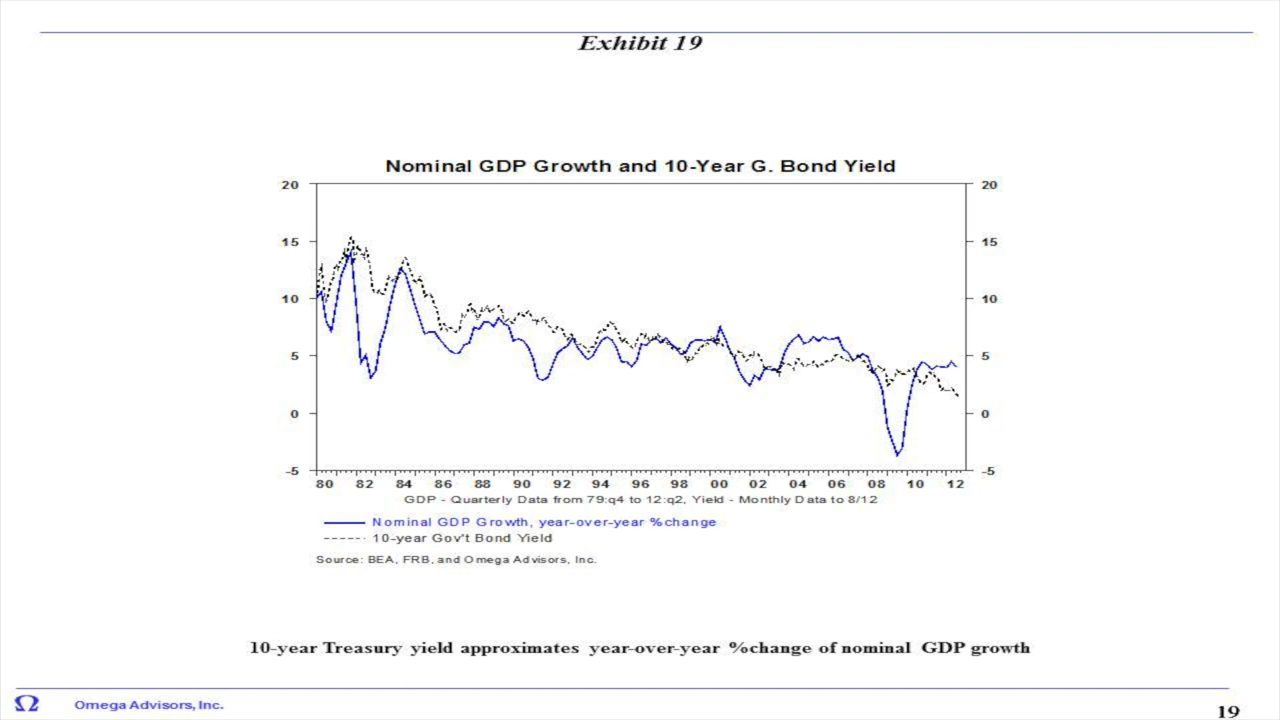 Exhibit 19
Nominal GDP Growth and 10-Year G. Bond Yield
20 20
15 15
10 10
5 5
0 0
-5 -5
80 82 84 86 88 90 92 94 96 98 00 02 04 06 08 10 12
GDP - Quarterly Data from 79:q4 to 12:q2, Yield - Monthly Data to 8/12
Nominal GDP Growth, year-over-year %change
10-year Gov't Bond Yield
Source: BEA, FRB, and Omega Advisors, Inc.
10-year Treasury yield approximates year-over-year %change of nominal GDP growth
Ω Omega Advisors, Inc.
19